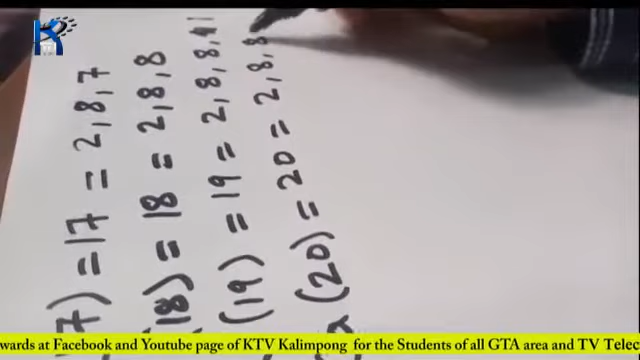 7) = 17 = 2,8,7
(18) = 18 = 2,8,8
(19) = 19 = 2,8,8,1
(20) = 20 = 2,8,8
K
wards at Facebook and Youtube page of KTV Kalimpong for the Students of all GTA area and TV Telec